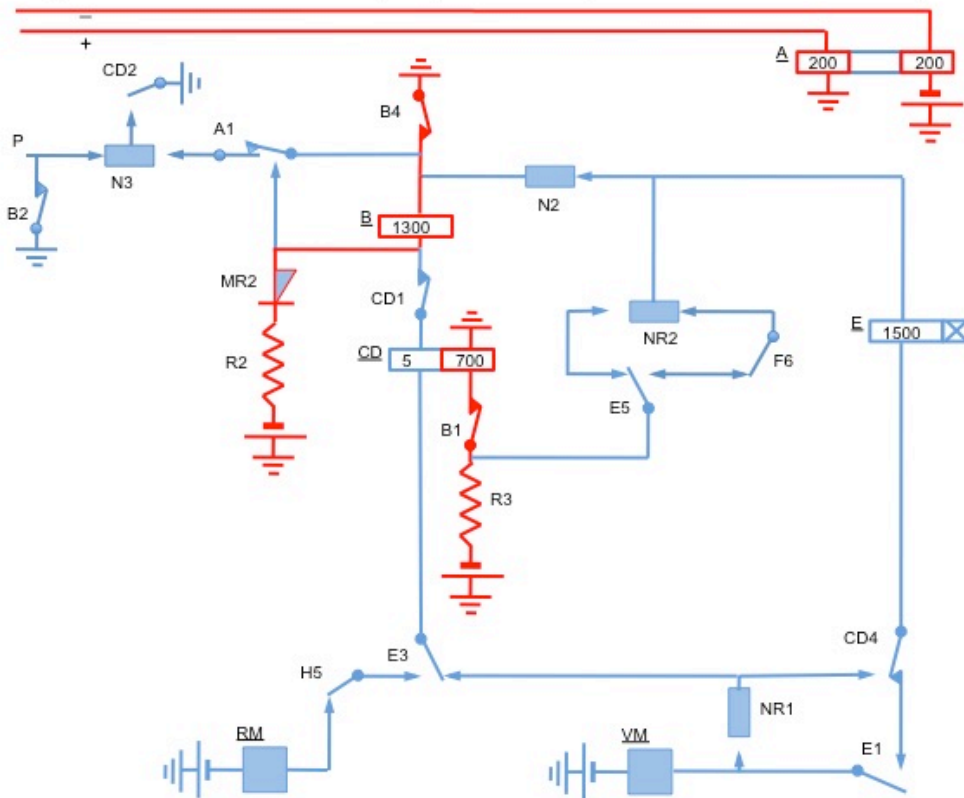 −
+
A
200 200
CD2
B4
P
A1
N3
B2
N2
B
1300
MR2
CD1
NR2
E
1500
R2
CD
5 700
F6
E5
B1
R3
CD4
E3
H5
NR1
RM
VM
E1